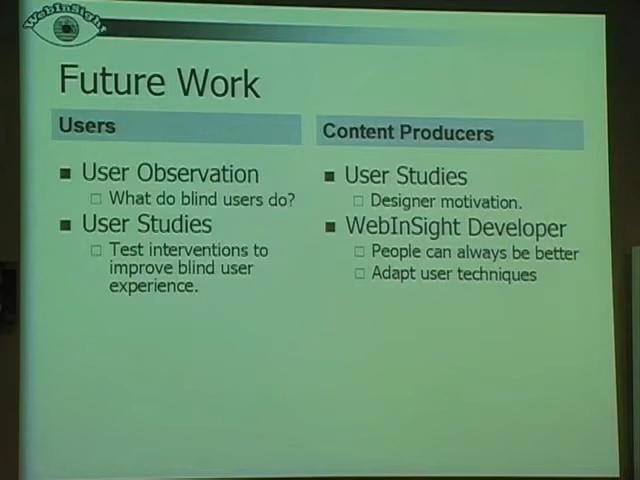 WebInSight
Future Work
Users
User Observation
What do blind users do?
User Studies
Test interventions to
improve blind user
experience.
Content Producers
User Studies
Designer motivation.
WebInSight Developer
People can always be better
Adapt user techniques